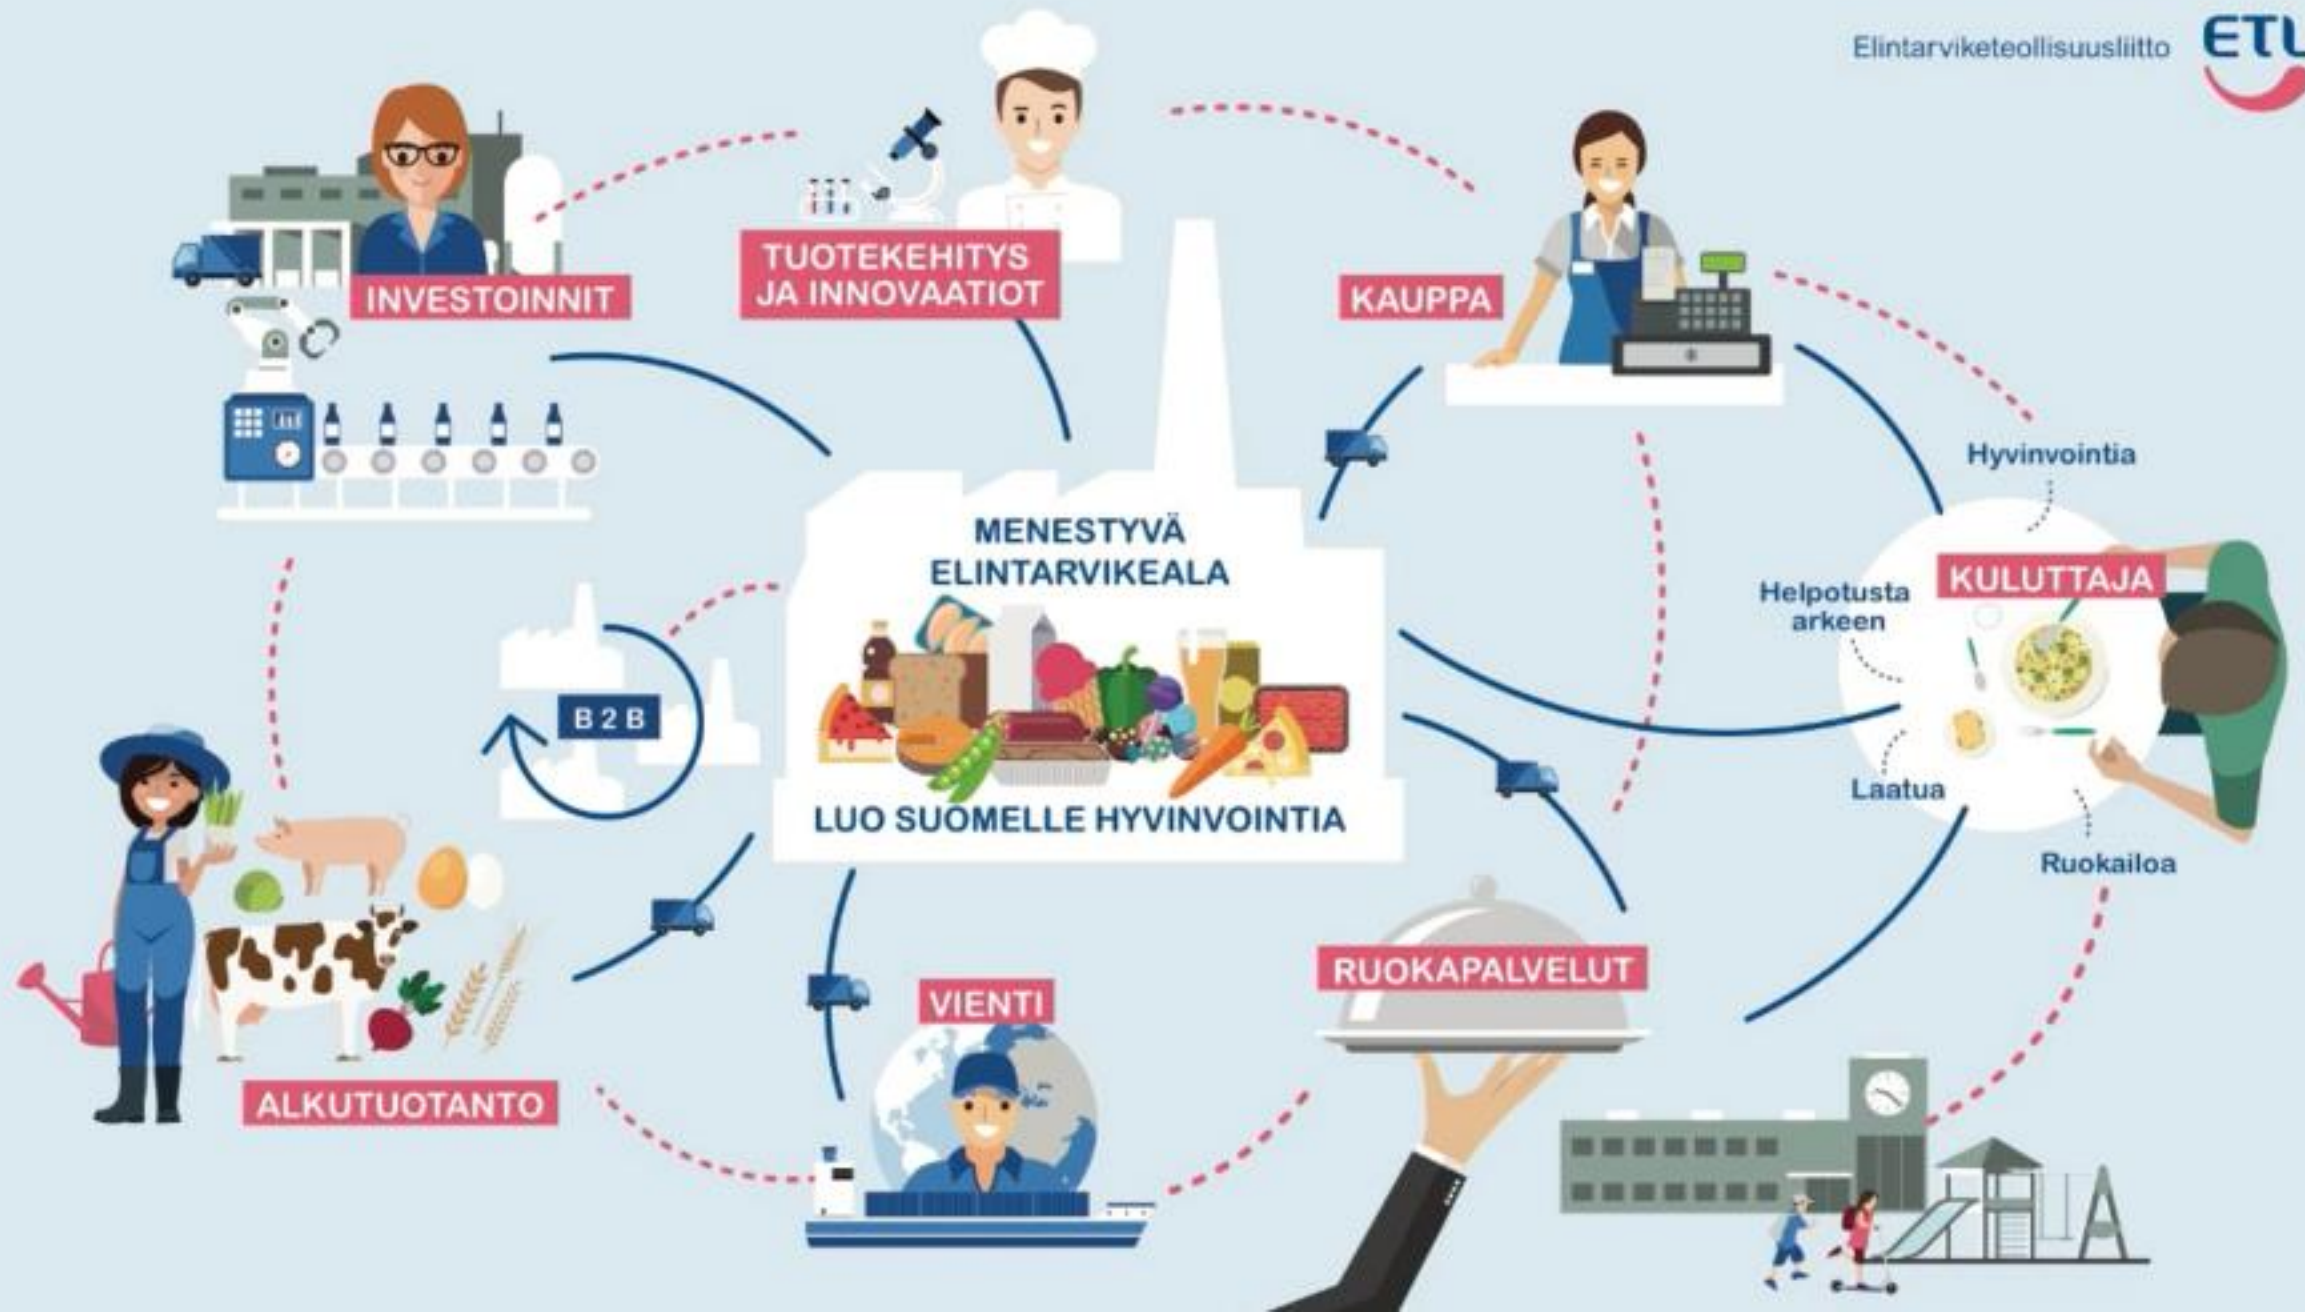 Elintarviketeollisuusliitto
ETL
INVESTOINNIT
TUOTEKEHITYS
JA INNOVAATIOT
KAUPPA
Hyvinvointia
KULUTTAJA
Helpotusta
arkeen
Laatua
Ruokailoa
MENESTYVÄ
ELINTARVIKEALA
LUO SUOMELLE HYVINVOINTIA
B 2 B
ALKUTUOTANTO
VIENTI
RUOKAPALVELUT